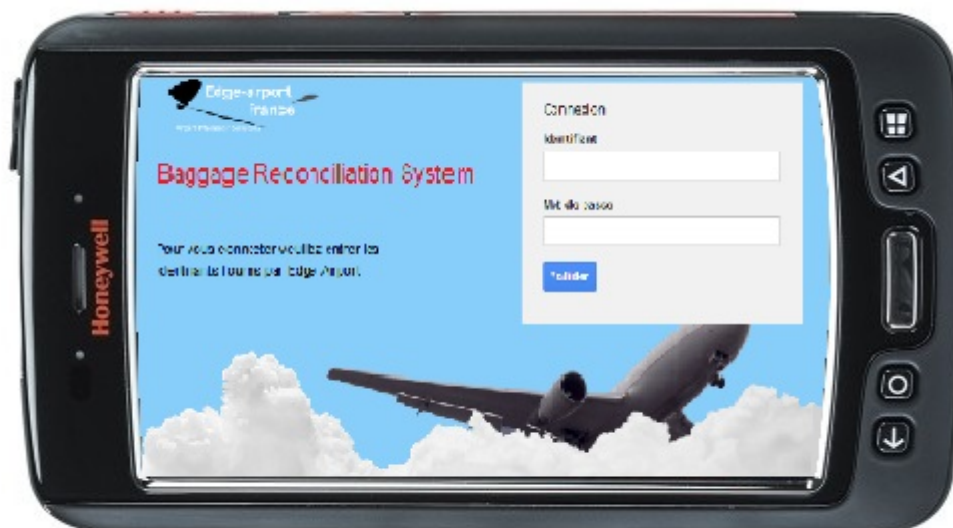 Honeywell
Edge-airport
France
Baggage Reconciliation System
Pour vous connecter veuillez entrer les
identifiants fournis par Edge Airport
Connexion
Identifiant
Mot de passe
Valider